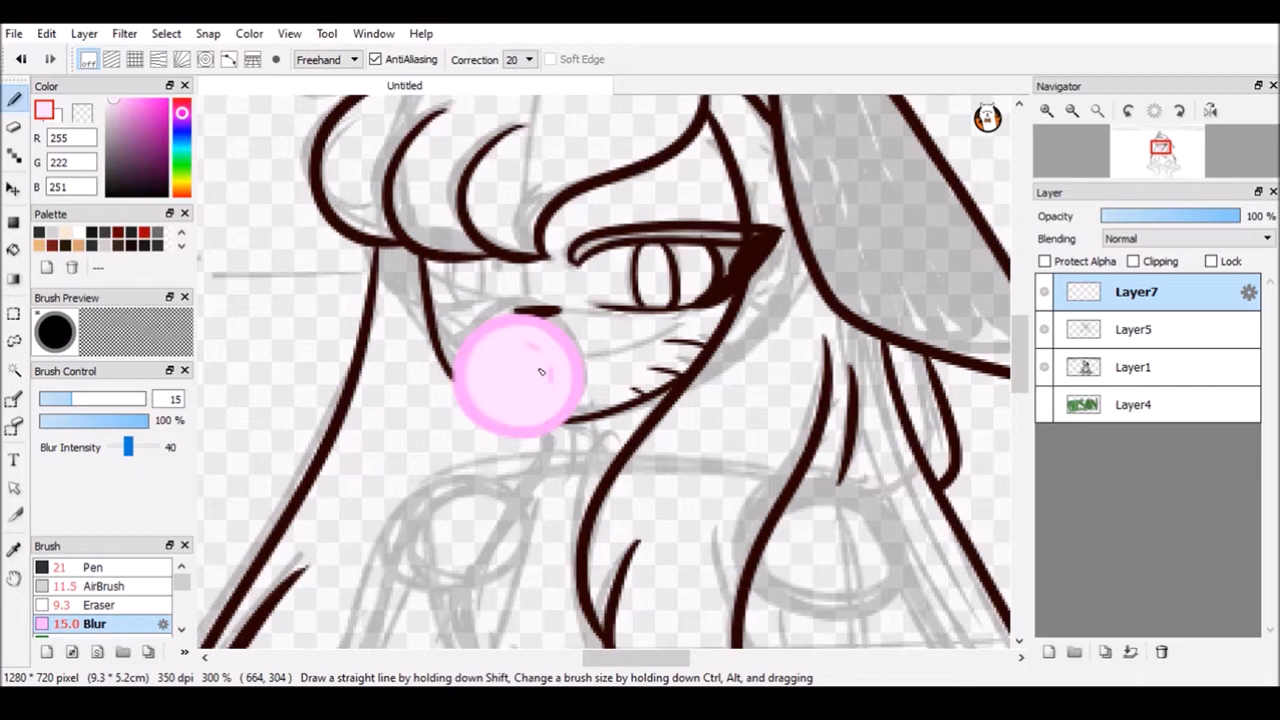 File Edit Layer Filter Select Snap Color View Tool Window Help
off Freehand AntiAliasing Correction 20 Soft Edge
Color
Untitled
Navigator
R 255
G 222
B 251
Layer
Palette
Opacity 100 %
Blending Normal
Protect Alpha Clipping Lock
---
Layer7
Brush Preview
Layer5
Layer1
Brush Control
15
Layer4
100 %
Blur Intensity 40
Brush
21 Pen
11.5 AirBrush
9.3 Eraser
15.0 Blur
1280 * 720 pixel (9.3 * 5.2cm) 350 dpi 300 % ( 664, 304 ) Draw a straight line by holding down Shift, Change a brush size by holding down Ctrl, Alt, and dragging